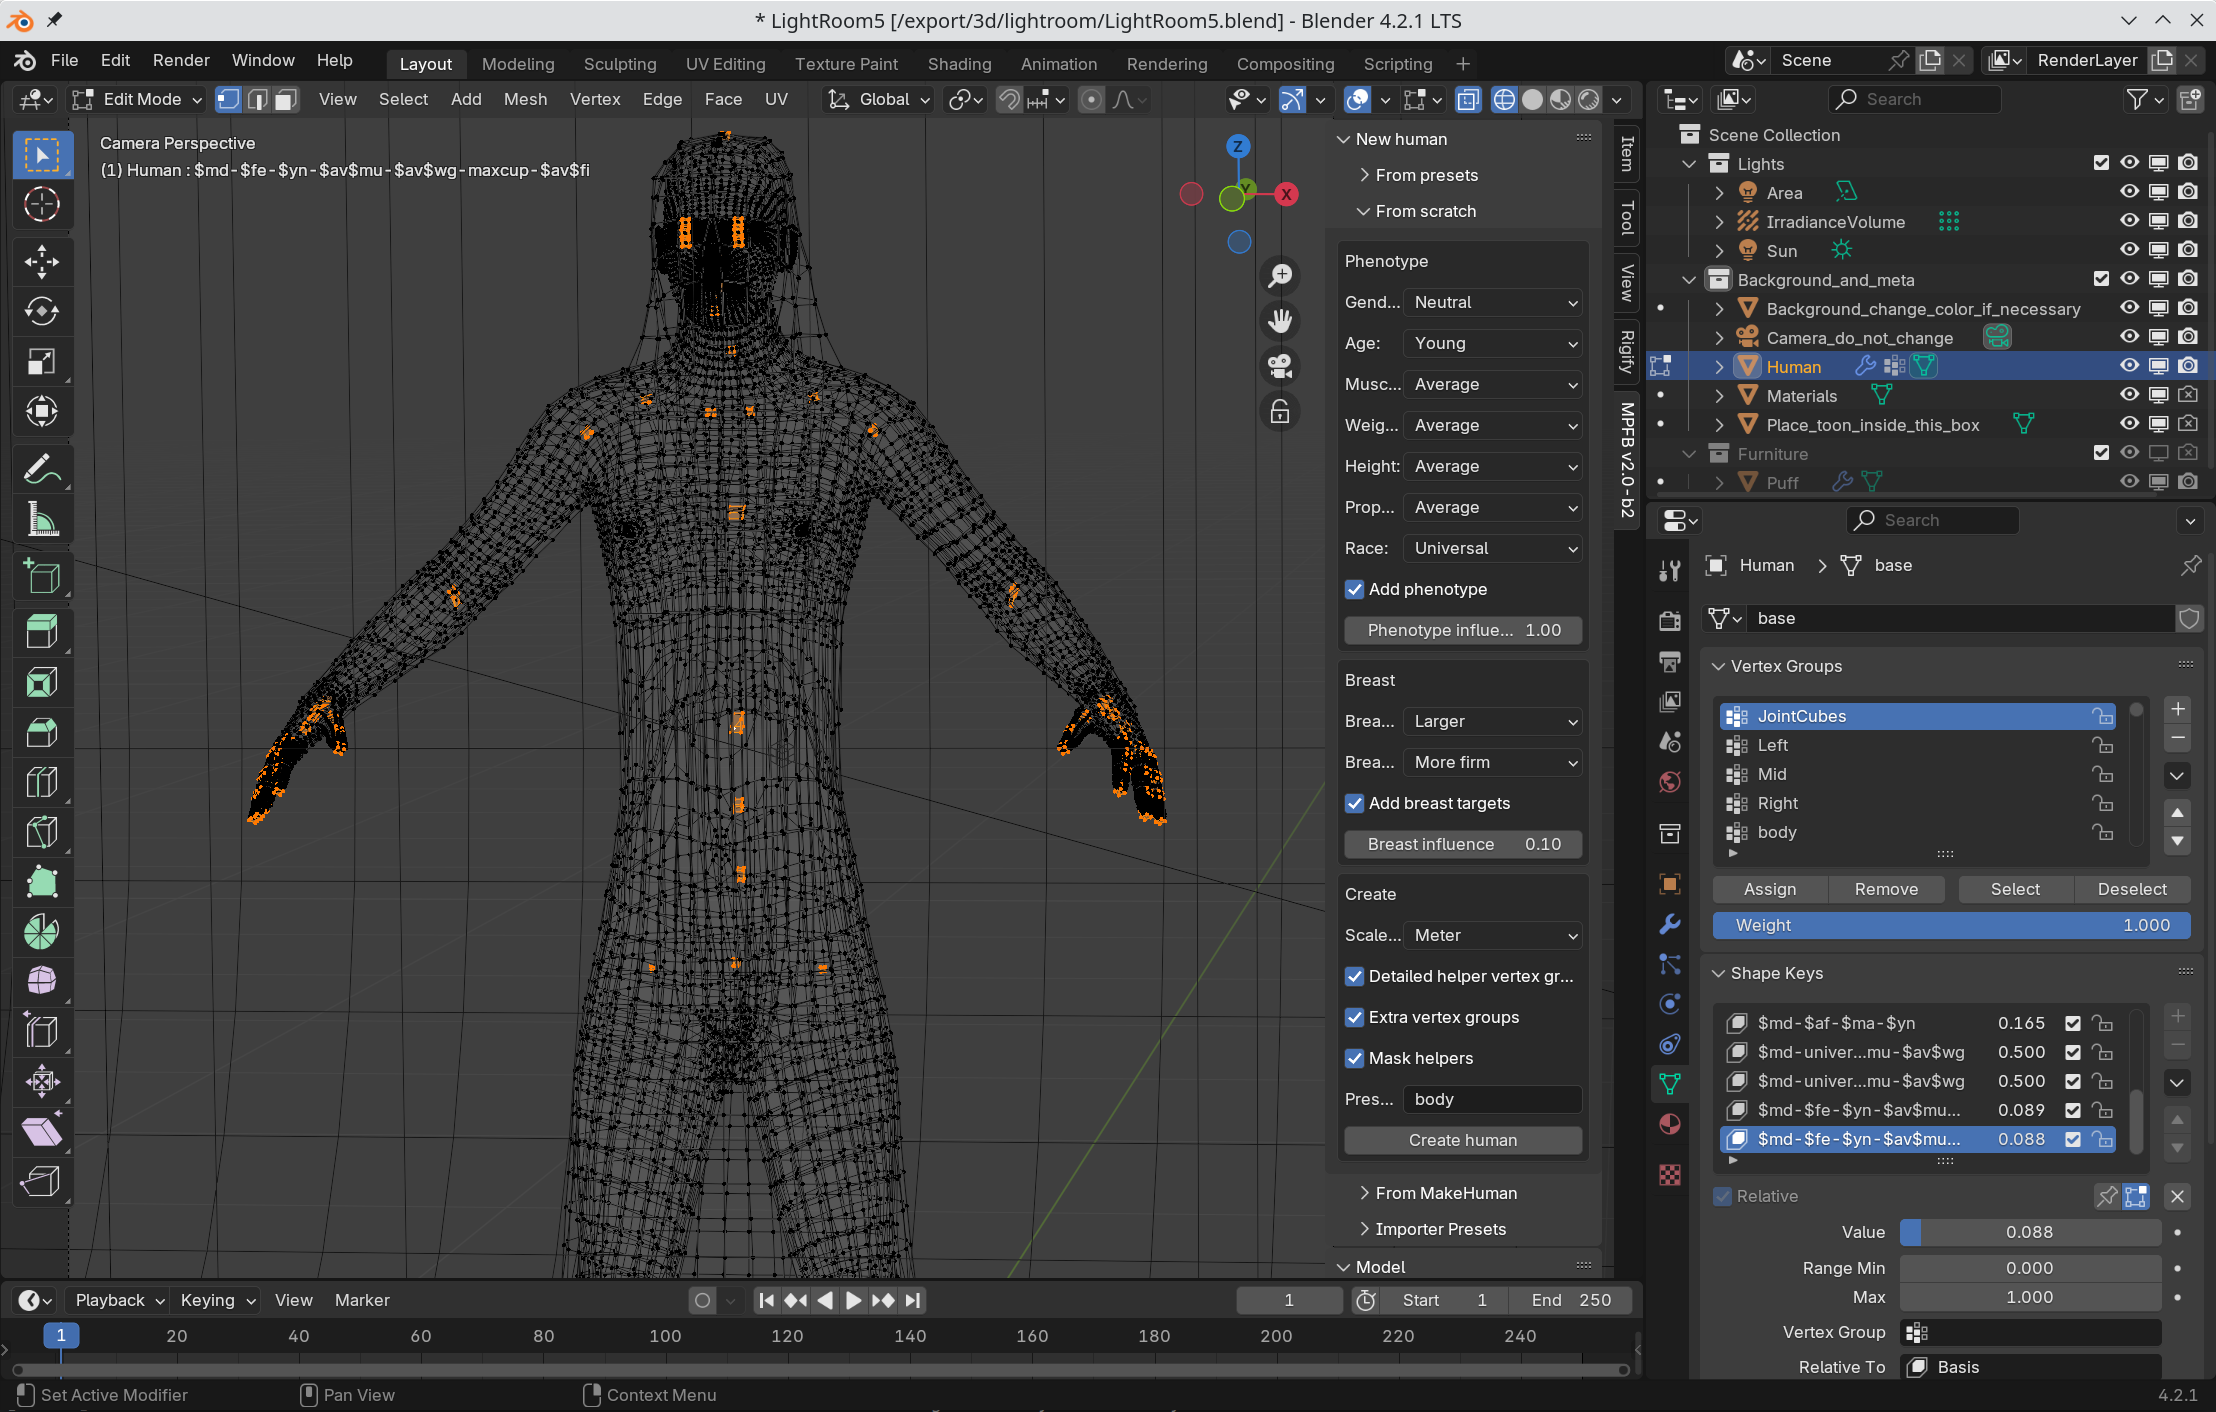 * LightRoom5 [/export/3d/lightroom/LightRoom5.blend] - Blender 4.2.1 LTS
File Edit Render Window Help Layout Modeling Sculpting UV Editing Texture Paint Shading Animation Rendering Compositing Scripting + Scene RenderLayer
Edit Mode View Select Add Mesh Vertex Edge Face UV Global
Camera Perspective
(1) Human : $md-$fe-$yn-$av$mu-$av$wg-maxcup-$av$fi
Z
Y
X
New human
From presets
From scratch
Phenotype
Gend... Neutral
Age: Young
Musc... Average
Weig... Average
Height: Average
Prop... Average
Race: Universal
Add phenotype
Phenotype influe... 1.00
Breast
Brea... Larger
Brea... More firm
Add breast targets
Breast influence 0.10
Create
Scale... Meter
Detailed helper vertex gr...
Extra vertex groups
Mask helpers
Pres... body
Create human
From MakeHuman
Importer Presets
Model
Item
Tool
View
Rigify
MPFB v2.0-b2
Search
Scene Collection
Lights
Area
IrradianceVolume
Sun
Background_and_meta
Background_change_color_if_necessary
Camera_do_not_change
Human
Materials
Place_toon_inside_this_box
Furniture
Puff
Search
Human > base
base
Vertex Groups
JointCubes
Left
Mid
Right
body
Assign Remove Select Deselect
Weight 1.000
Shape Keys
$md-$af-$ma-$yn 0.165
$md-univer...mu-$av$wg 0.500
$md-univer...mu-$av$wg 0.500
$md-$fe-$yn-$av$mu... 0.089
$md-$fe-$yn-$av$mu... 0.088
Relative
Value 0.088
Range Min 0.000
Max 1.000
Vertex Group
Relative To Basis
Playback Keying View Marker 1 Start 1 End 250
1 20 40 60 80 100 120 140 160 180 200 220 240
Set Active Modifier Pan View Context Menu 4.2.1